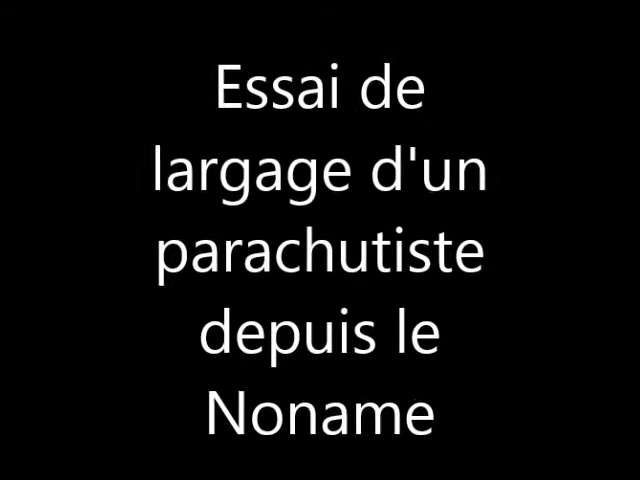 Essai de
largage d'un
parachutiste
depuis le
Noname